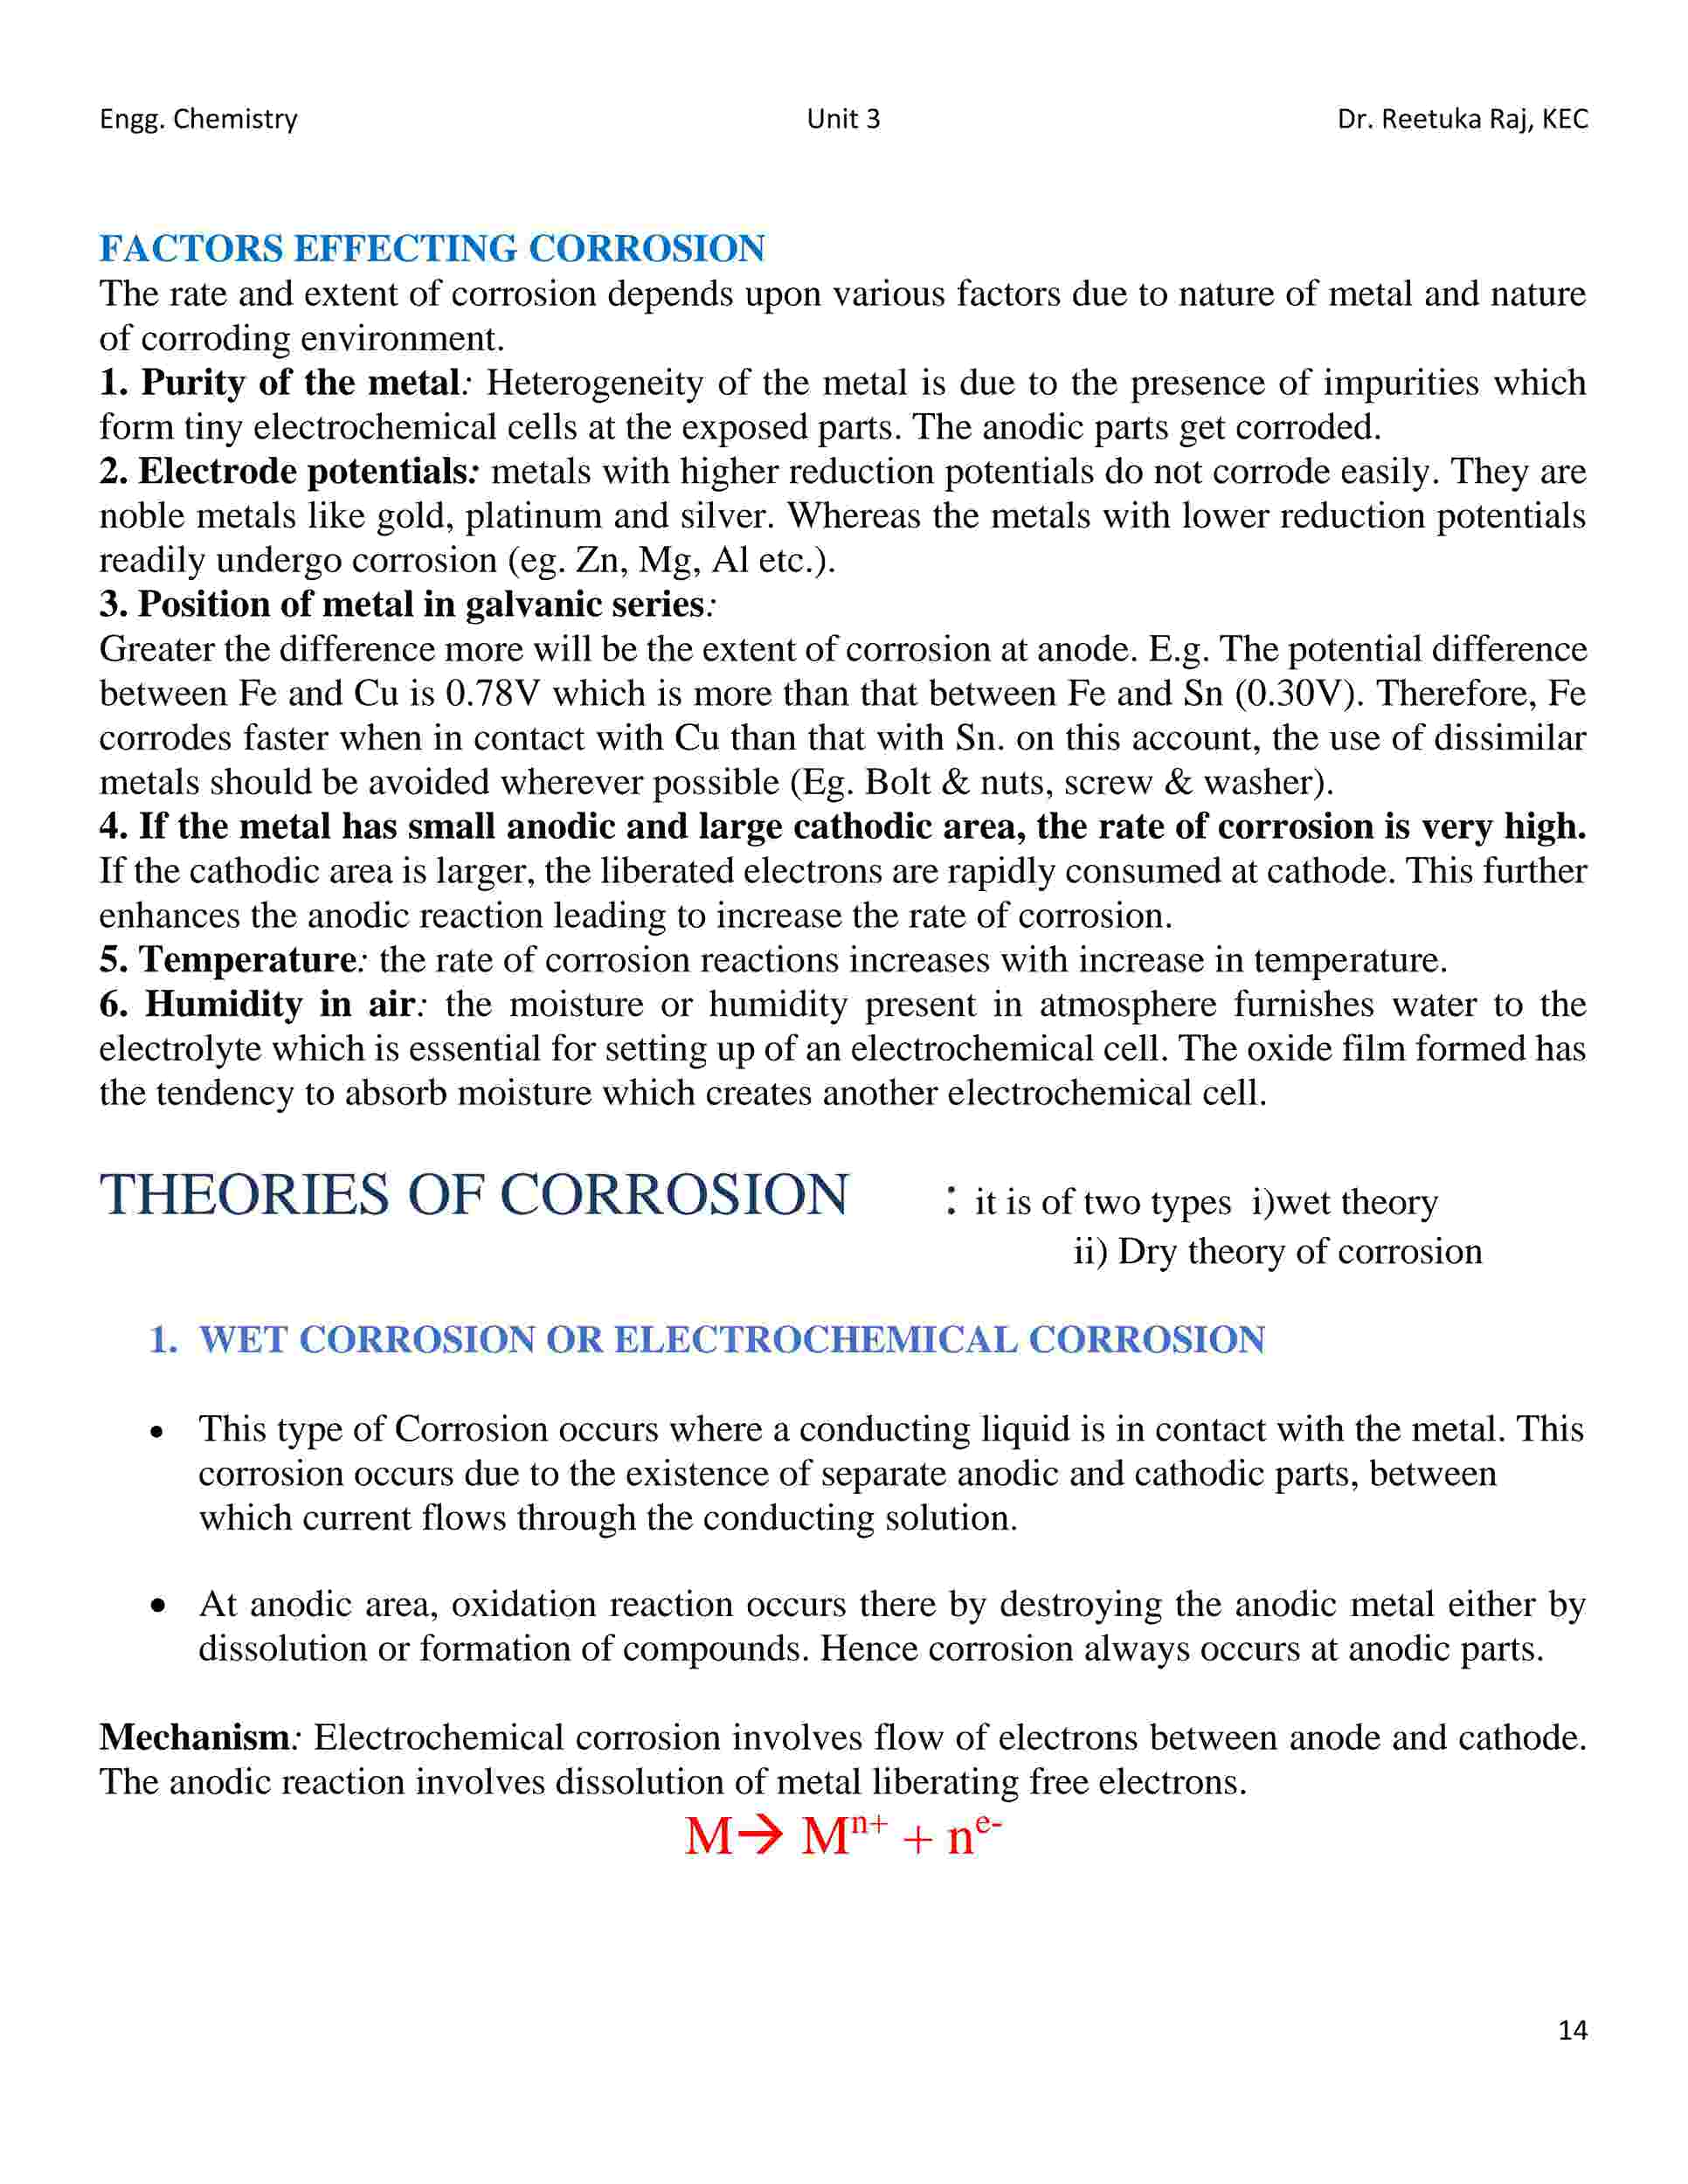 Engg. Chemistry Unit 3 Dr. Reetuka Raj, KEC
FACTORS EFFECTING CORROSION
The rate and extent of corrosion depends upon various factors due to nature of metal and nature
of corroding environment.
1. Purity of the metal: Heterogeneity of the metal is due to the presence of impurities which
form tiny electrochemical cells at the exposed parts. The anodic parts get corroded.
2. Electrode potentials: metals with higher reduction potentials do not corrode easily. They are
noble metals like gold, platinum and silver. Whereas the metals with lower reduction potentials
readily undergo corrosion (eg. Zn, Mg, Al etc.).
3. Position of metal in galvanic series:
Greater the difference more will be the extent of corrosion at anode. E.g. The potential difference
between Fe and Cu is 0.78V which is more than that between Fe and Sn (0.30V). Therefore, Fe
corrodes faster when in contact with Cu than that with Sn. on this account, the use of dissimilar
metals should be avoided wherever possible (Eg. Bolt & nuts, screw & washer).
4. If the metal has small anodic and large cathodic area, the rate of corrosion is very high.
If the cathodic area is larger, the liberated electrons are rapidly consumed at cathode. This further
enhances the anodic reaction leading to increase the rate of corrosion.
5. Temperature: the rate of corrosion reactions increases with increase in temperature.
6. Humidity in air: the moisture or humidity present in atmosphere furnishes water to the
electrolyte which is essential for setting up of an electrochemical cell. The oxide film formed has
the tendency to absorb moisture which creates another electrochemical cell.
THEORIES OF CORROSION : it is of two types i)wet theory
ii) Dry theory of corrosion
1. WET CORROSION OR ELECTROCHEMICAL CORROSION
• This type of Corrosion occurs where a conducting liquid is in contact with the metal. This
corrosion occurs due to the existence of separate anodic and cathodic parts, between
which current flows through the conducting solution.
• At anodic area, oxidation reaction occurs there by destroying the anodic metal either by
dissolution or formation of compounds. Hence corrosion always occurs at anodic parts.
Mechanism: Electrochemical corrosion involves flow of electrons between anode and cathode.
The anodic reaction involves dissolution of metal liberating free electrons.
M→ Mⁿ⁺ + nᵉ⁻
14